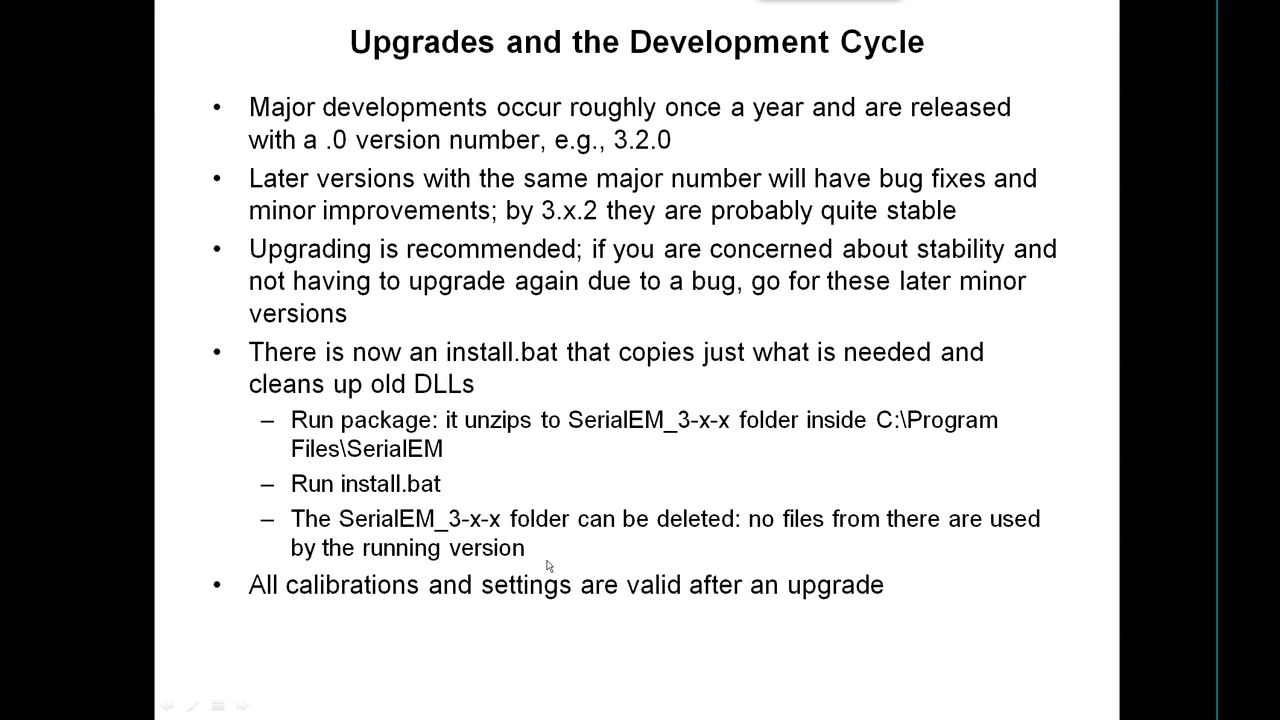 Upgrades and the Development Cycle
• Major developments occur roughly once a year and are released
with a .0 version number, e.g., 3.2.0
• Later versions with the same major number will have bug fixes and
minor improvements; by 3.x.2 they are probably quite stable
• Upgrading is recommended; if you are concerned about stability and
not having to upgrade again due to a bug, go for these later minor
versions
• There is now an install.bat that copies just what is needed and
cleans up old DLLs
– Run package: it unzips to SerialEM_3-x-x folder inside C:\Program
Files\SerialEM
– Run install.bat
– The SerialEM_3-x-x folder can be deleted: no files from there are used
by the running version
• All calibrations and settings are valid after an upgrade